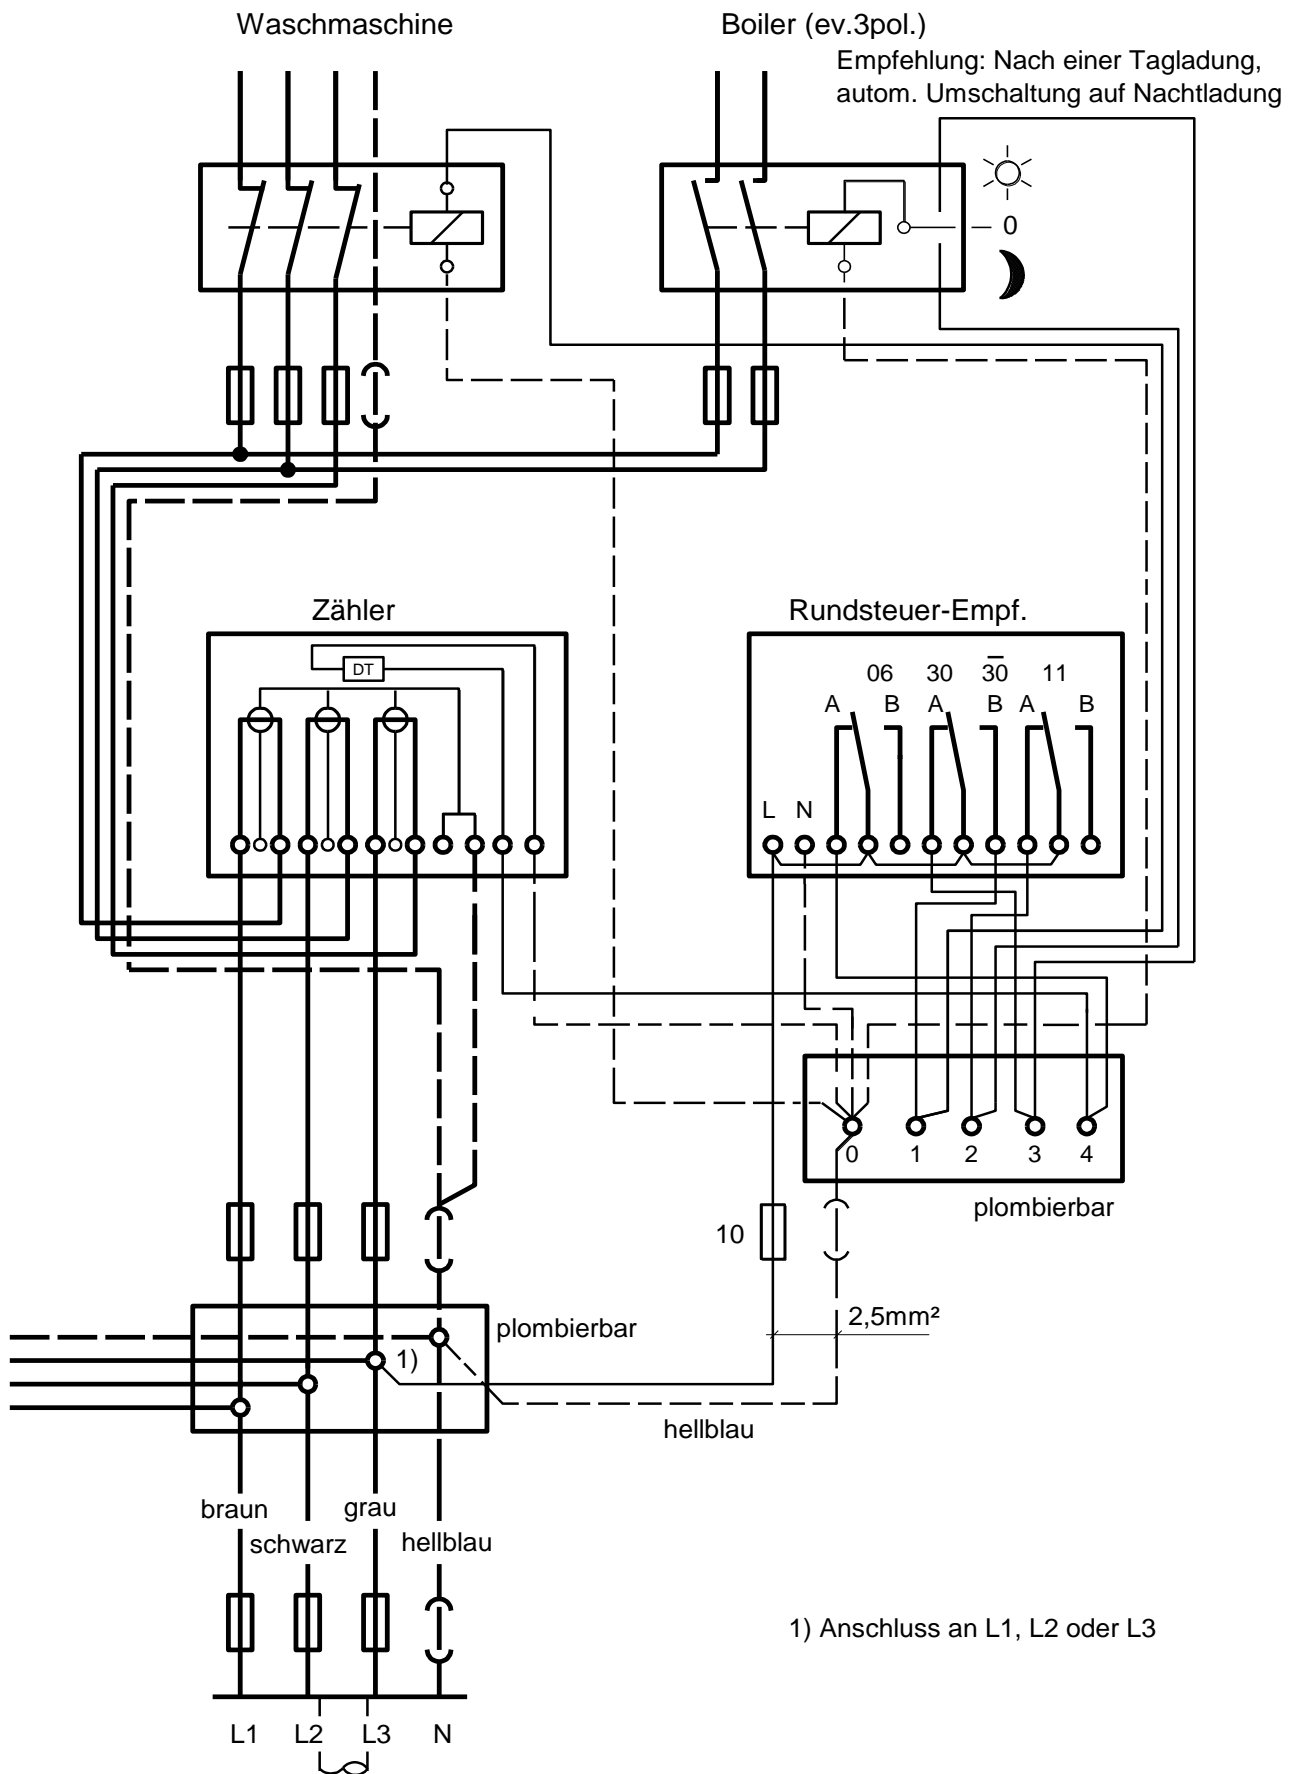 Waschmaschine
Boiler (ev.3pol.)
Empfehlung: Nach einer Tagladung,
autom. Umschaltung auf Nachtladung
0
Zähler
DT
Rundsteuer-Empf.
06 30 3̅0̅ 11
A B A B A B
L N
0 1 2 3 4
plombierbar
10
2,5mm²
plombierbar
1)
hellblau
braun
grau
schwarz
hellblau
1) Anschluss an L1, L2 oder L3
L1 L2 L3 N